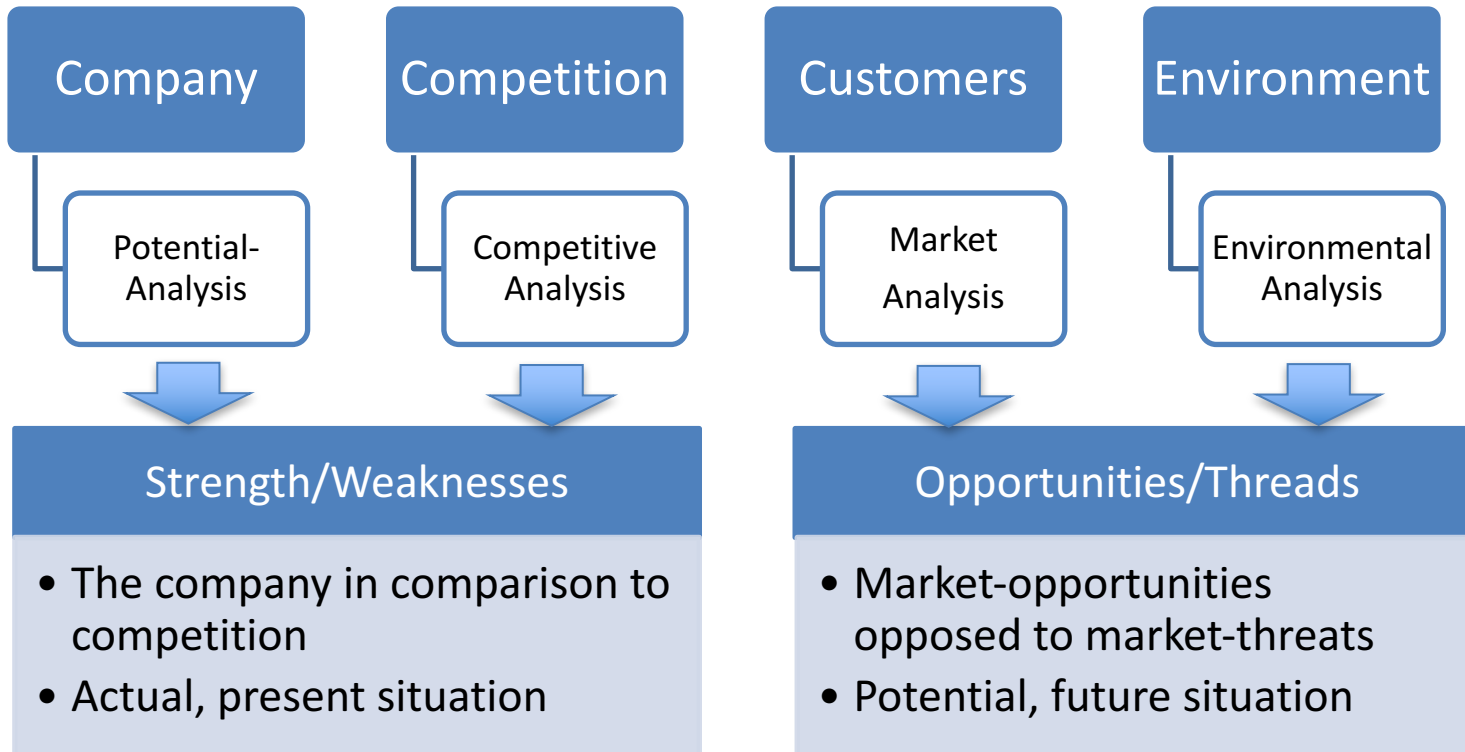 Company
Competition
Customers
Environment
Potential-
Analysis
Competitive
Analysis
Market
Analysis
Environmental
Analysis
Strength/Weaknesses
• The company in comparison to
competition
• Actual, present situation
Opportunities/Threads
• Market-opportunities
opposed to market-threats
• Potential, future situation